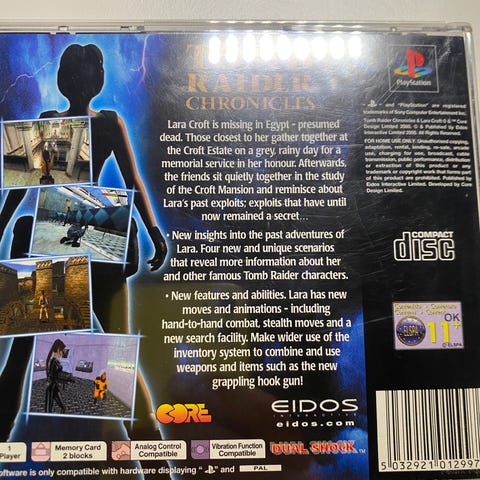 TOMB
RAIDER
CHRONICLES
Lara Croft is missing in Egypt - presumed
dead. Those closest to her gather together at
the Croft Estate on a grey, rainy day for a
memorial service in her honour. Afterwards,
the friends sit quietly together in the study
of the Croft Mansion and reminisce about
Lara's past exploits; exploits that have until
now remained a secret...
• New insights into the past adventures of
Lara. Four new and unique scenarios
that reveal more information about her
and other famous Tomb Raider characters.
• New features and abilities. Lara has new
moves and animations - including
hand-to-hand combat, stealth moves and a
new search facility. Make wider use of the
inventory system to combine and use
weapons and items such as the new
grappling hook gun!
CORE
EIDOS
INTERACTIVE
eidos.com
PlayStation
and "PlayStation" are registered
trademarks of Sony Computer Entertainment Inc.
Tomb Raider Chronicles & Lara Croft © & ™ Core
Design Limited 2000. © & Published by Eidos
Interactive Limited 2000. All Rights Reserved.
FOR HOME USE ONLY. Unauthorised copying,
adaptation, rental, lending, re-sale, arcade
use, charging for use, broadcast, cable
transmission, public performance, distribution
or extraction of this product or any
trademark or copyright work that forms part
of this product are prohibited. Published by
Eidos Interactive Limited. Developed by Core
Design Limited.
COMPACT
disc
ELSPA
OK
11+
© ELSPA
1
Player
Memory Card
2 blocks
Analog Control
Compatible
Vibration Function
Compatible
DUAL SHOCK™
software is only compatible with hardware displaying " " and PAL
5 032921 012997